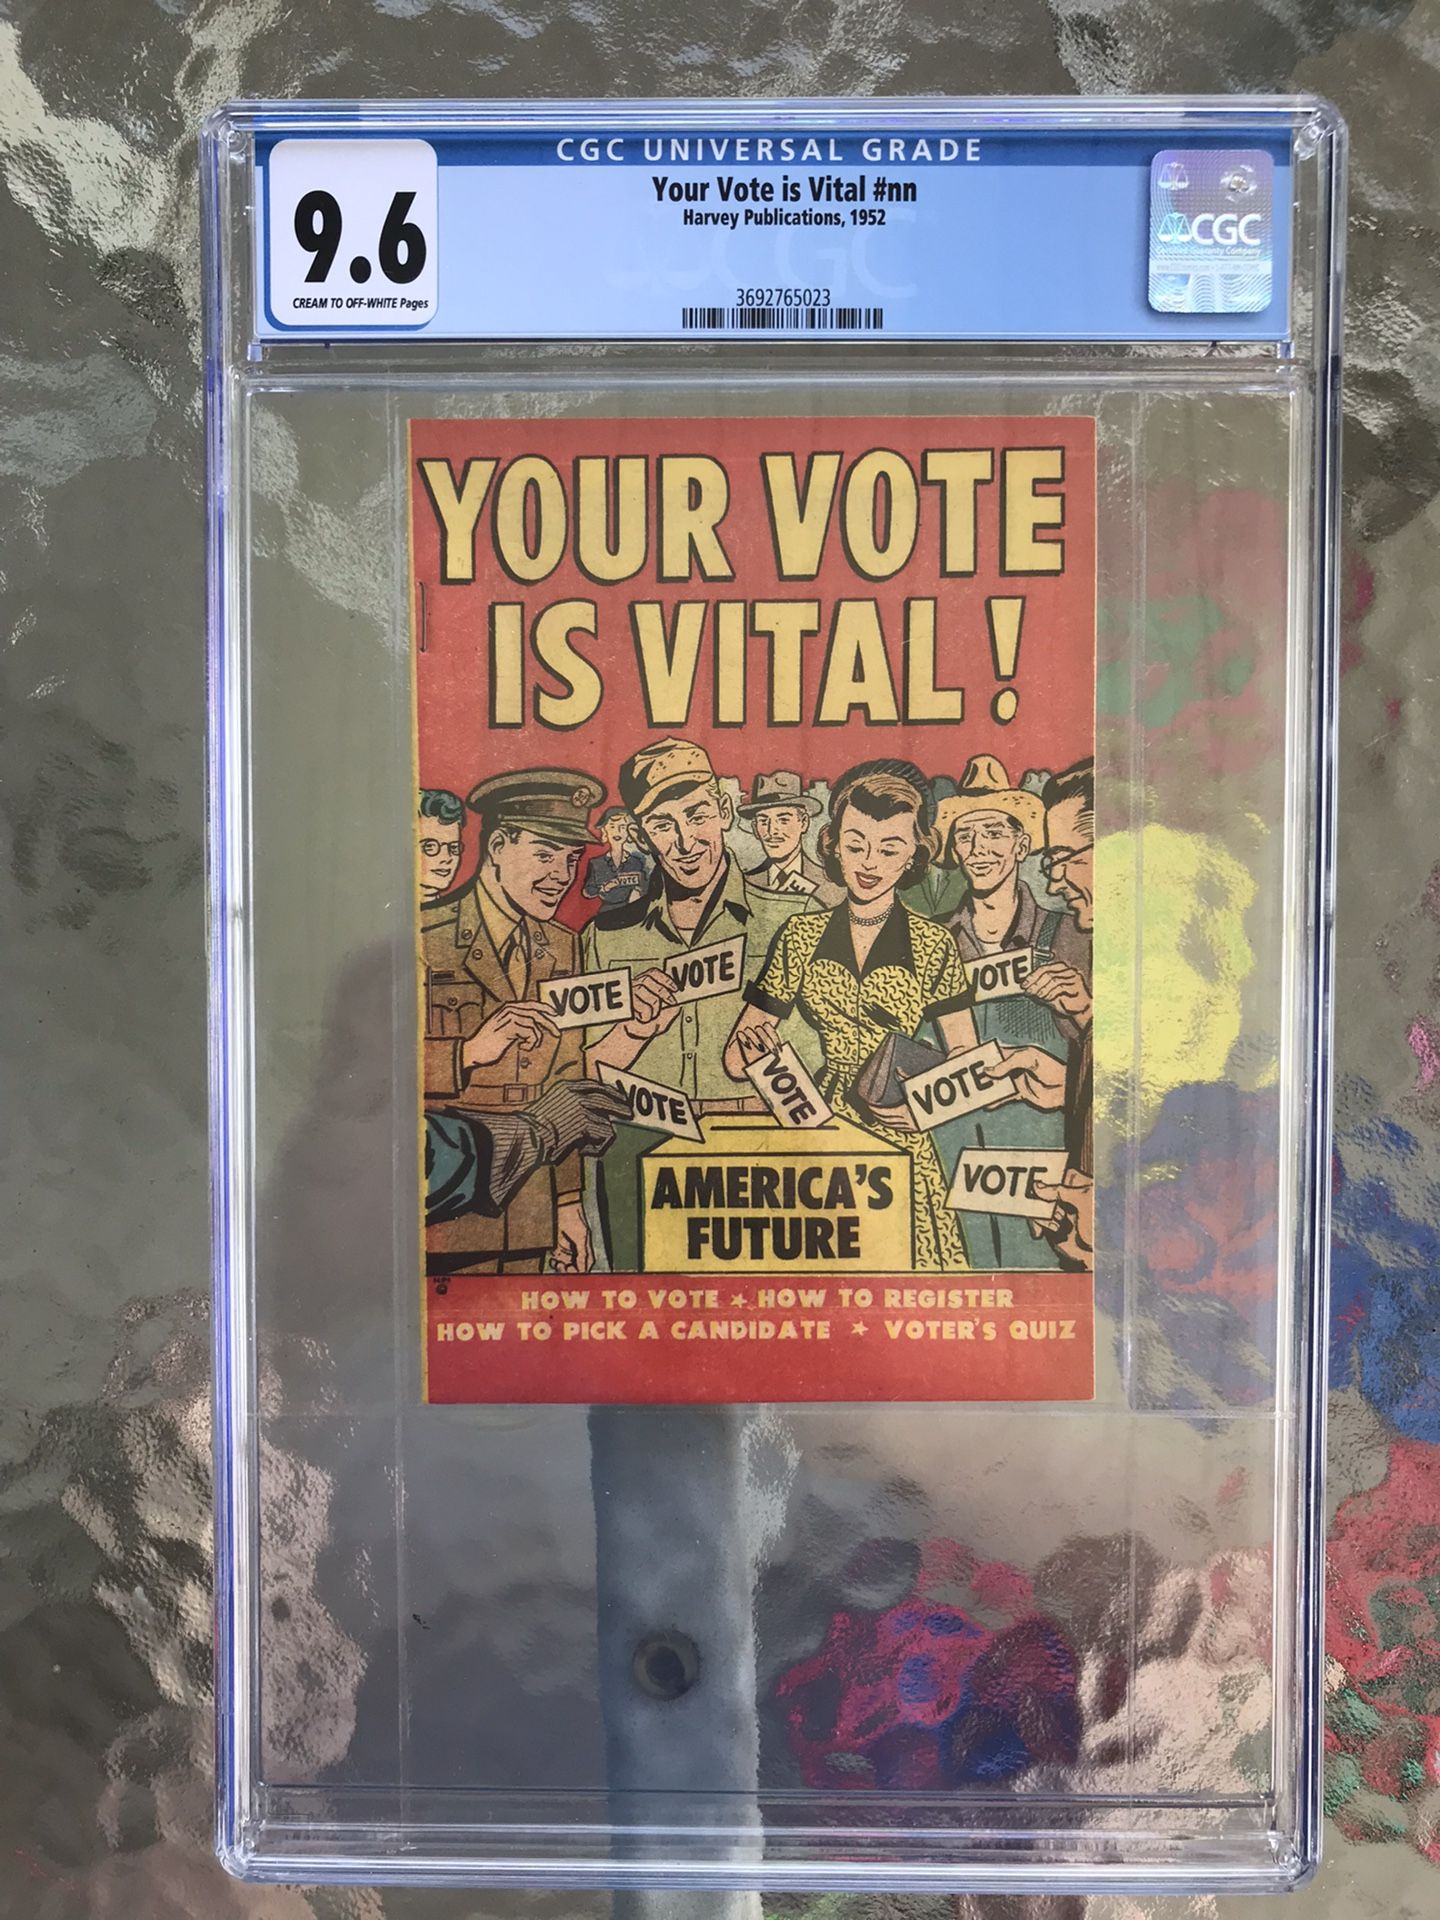 CGC UNIVERSAL GRADE
9.6
CREAM TO OFF-WHITE Pages
Your Vote is Vital #nn
Harvey Publications, 1952
3692765023
CGC
YOUR VOTE
IS VITAL!
VOTE
VOTE
VOTE
VOTE
VOTE
VOTE
VOTE
VOTE
AMERICA'S
FUTURE
HOW TO VOTE ★ HOW TO REGISTER
HOW TO PICK A CANDIDATE ★ VOTER'S QUIZ